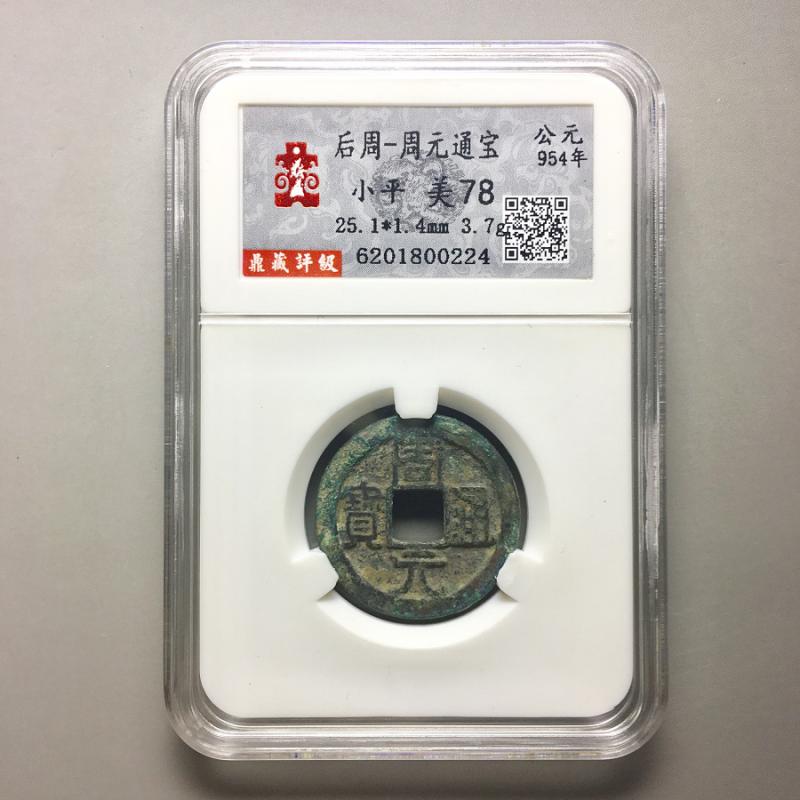 后周-周元通宝
公元
954年
小平 美78
25.1*1.4mm 3.7g
鼎藏評級
6201800224
周元通寶